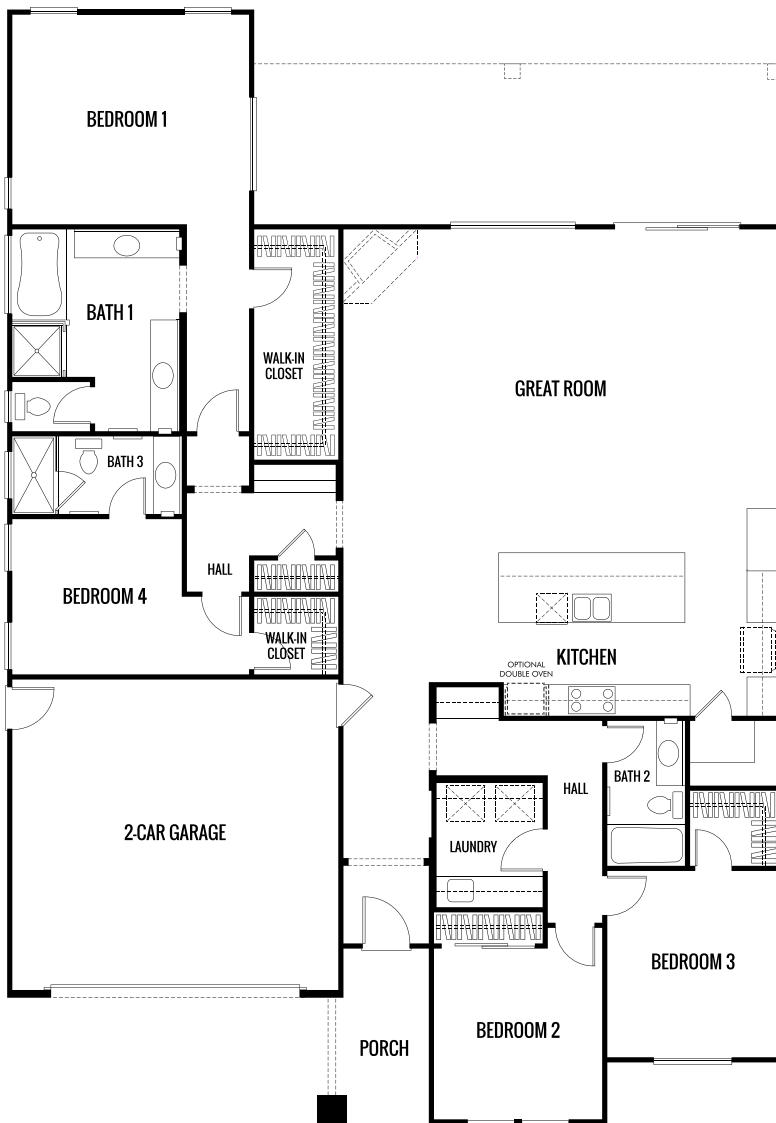 BEDROOM 1
BATH 1
WALK-IN
CLOSET
GREAT ROOM
BATH 3
HALL
BEDROOM 4
WALK-IN
CLOSET
KITCHEN
OPTIONAL
DOUBLE OVEN
BATH 2
HALL
2-CAR GARAGE
LAUNDRY
BEDROOM 3
BEDROOM 2
PORCH